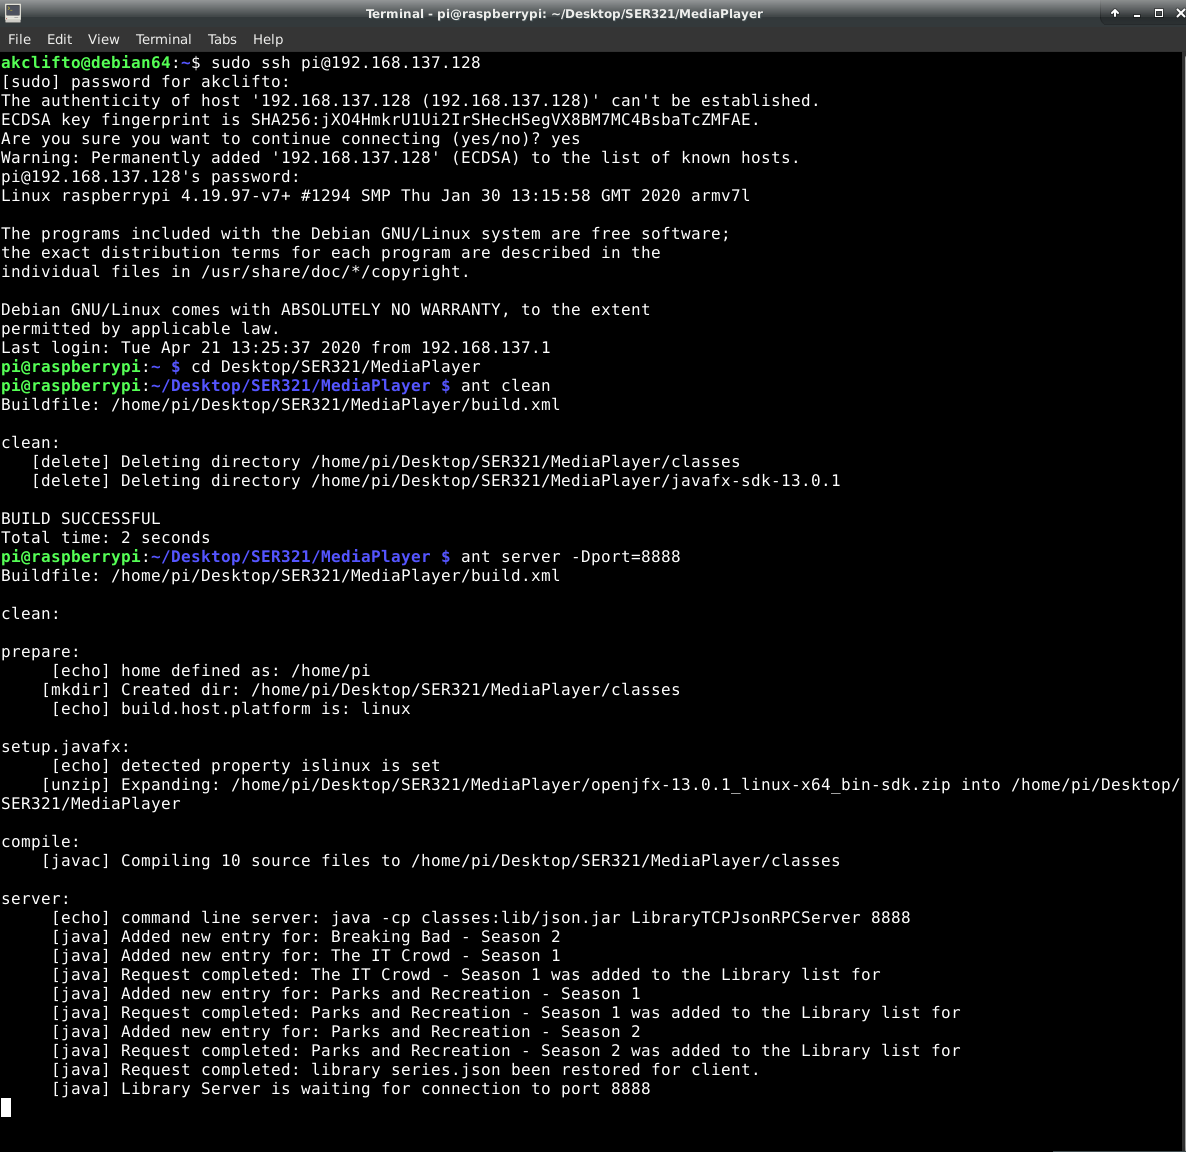 Terminal - pi@raspberrypi: ~/Desktop/SER321/MediaPlayer
File Edit View Terminal Tabs Help
akclifto@debian64:~$ sudo ssh pi@192.168.137.128
[sudo] password for akclifto:
The authenticity of host '192.168.137.128 (192.168.137.128)' can't be established.
ECDSA key fingerprint is SHA256:jXO4HmkrU1Ui2IrSHecHSegVX8BM7MC4BsbaTcZMFAE.
Are you sure you want to continue connecting (yes/no)? yes
Warning: Permanently added '192.168.137.128' (ECDSA) to the list of known hosts.
pi@192.168.137.128's password:
Linux raspberrypi 4.19.97-v7+ #1294 SMP Thu Jan 30 13:15:58 GMT 2020 armv7l
The programs included with the Debian GNU/Linux system are free software;
the exact distribution terms for each program are described in the
individual files in /usr/share/doc/*/copyright.
Debian GNU/Linux comes with ABSOLUTELY NO WARRANTY, to the extent
permitted by applicable law.
Last login: Tue Apr 21 13:25:37 2020 from 192.168.137.1
pi@raspberrypi:~ $ cd Desktop/SER321/MediaPlayer
pi@raspberrypi:~/Desktop/SER321/MediaPlayer $ ant clean
Buildfile: /home/pi/Desktop/SER321/MediaPlayer/build.xml
clean:
[delete] Deleting directory /home/pi/Desktop/SER321/MediaPlayer/classes
[delete] Deleting directory /home/pi/Desktop/SER321/MediaPlayer/javafx-sdk-13.0.1
BUILD SUCCESSFUL
Total time: 2 seconds
pi@raspberrypi:~/Desktop/SER321/MediaPlayer $ ant server -Dport=8888
Buildfile: /home/pi/Desktop/SER321/MediaPlayer/build.xml
clean:
prepare:
[echo] home defined as: /home/pi
[mkdir] Created dir: /home/pi/Desktop/SER321/MediaPlayer/classes
[echo] build.host.platform is: linux
setup.javafx:
[echo] detected property islinux is set
[unzip] Expanding: /home/pi/Desktop/SER321/MediaPlayer/openjfx-13.0.1_linux-x64_bin-sdk.zip into /home/pi/Desktop/
SER321/MediaPlayer
compile:
[javac] Compiling 10 source files to /home/pi/Desktop/SER321/MediaPlayer/classes
server:
[echo] command line server: java -cp classes:lib/json.jar LibraryTCPJsonRPCServer 8888
[java] Added new entry for: Breaking Bad - Season 2
[java] Added new entry for: The IT Crowd - Season 1
[java] Request completed: The IT Crowd - Season 1 was added to the Library list for
[java] Added new entry for: Parks and Recreation - Season 1
[java] Request completed: Parks and Recreation - Season 1 was added to the Library list for
[java] Added new entry for: Parks and Recreation - Season 2
[java] Request completed: Parks and Recreation - Season 2 was added to the Library list for
[java] Request completed: library series.json been restored for client.
[java] Library Server is waiting for connection to port 8888